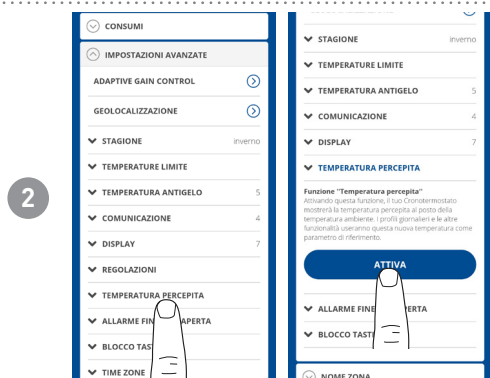 2
CONSUMI
IMPOSTAZIONI AVANZATE
ADAPTIVE GAIN CONTROL
GEOLOCALIZZAZIONE
STAGIONE inverno
TEMPERATURE LIMITE
TEMPERATURA ANTIGELO 5
COMUNICAZIONE 4
DISPLAY 7
REGOLAZIONI
TEMPERATURA PERCEPITA
ALLARME FIN APERTA
BLOCCO TAS
TIME ZONE
STAGIONE inverno
TEMPERATURE LIMITE
TEMPERATURA ANTIGELO 5
COMUNICAZIONE 4
DISPLAY 7
TEMPERATURA PERCEPITA
Funzione "Temperatura percepita"
Attivando questa funzione, il tuo Cronotermostato
mostrerà la temperatura percepita al posto della
temperatura ambiente. I profili giornalieri e le altre
funzionalità useranno questa nuova temperatura come
parametro di riferimento.
ATTIVA
ALLARME FINE PERTA
BLOCCO TASTI
NOME ZONA